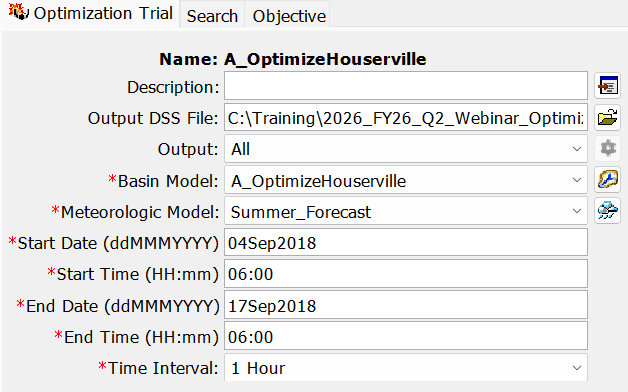 Optimization Trial Search Objective
Name: A_OptimizeHouserville
Description:
Output DSS File: C:\Training\2026_FY26_Q2_Webinar_Optimiz
Output: All
*Basin Model: A_OptimizeHouserville
*Meteorologic Model: Summer_Forecast
*Start Date (ddMMMYYYY) 04Sep2018
*Start Time (HH:mm) 06:00
*End Date (ddMMMYYYY) 17Sep2018
*End Time (HH:mm) 06:00
*Time Interval: 1 Hour